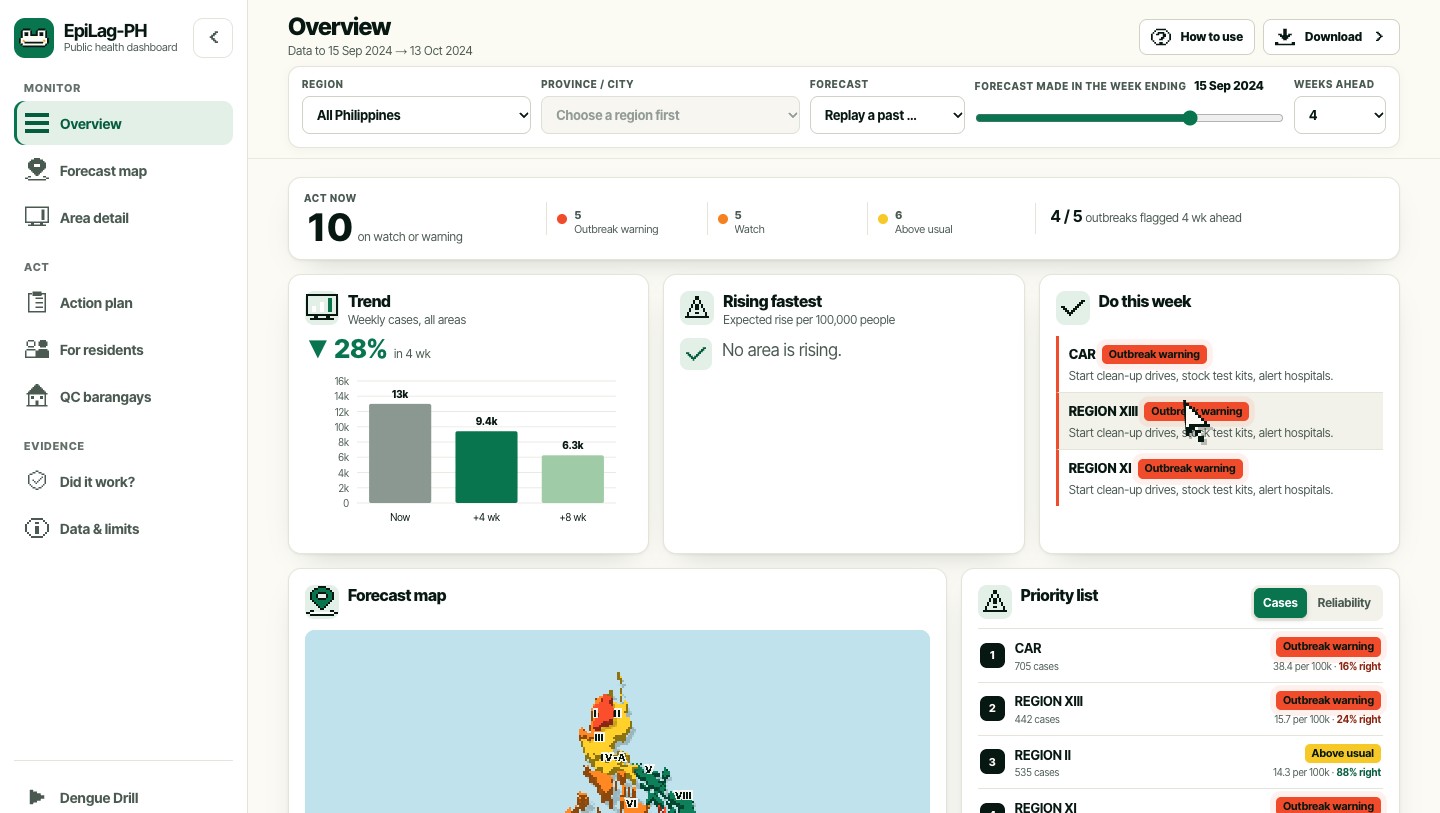 EpiLag-PH
Public health dashboard
MONITOR
Overview
Forecast map
Area detail
ACT
Action plan
For residents
QC barangays
EVIDENCE
Did it work?
Data & limits
Dengue Drill
Overview
Data to 15 Sep 2024 → 13 Oct 2024
How to use
Download
REGION
All Philippines
PROVINCE / CITY
Choose a region first
FORECAST
Replay a past ...
FORECAST MADE IN THE WEEK ENDING 15 Sep 2024
WEEKS AHEAD
4
ACT NOW
10 on watch or warning
5
Outbreak warning
5
Watch
6
Above usual
4 / 5 outbreaks flagged 4 wk ahead
Trend
Weekly cases, all areas
▼ 28% in 4 wk
16k
14k
12k
10k
8k
6k
4k
2k
0
13k
9.4k
6.3k
Now
+4 wk
+8 wk
Rising fastest
Expected rise per 100,000 people
No area is rising.
Do this week
CAR Outbreak warning
Start clean-up drives, stock test kits, alert hospitals.
REGION XIII Outbreak warning
Start clean-up drives, stock test kits, alert hospitals.
REGION XI Outbreak warning
Start clean-up drives, stock test kits, alert hospitals.
Forecast map
I II
III
IV-A
V
VI
VIII
Priority list
Cases Reliability
1 CAR Outbreak warning
705 cases 38.4 per 100k · 16% right
2 REGION XIII Outbreak warning
442 cases 15.7 per 100k · 24% right
3 REGION II Above usual
535 cases 14.3 per 100k · 88% right
REGION XI Outbreak warning